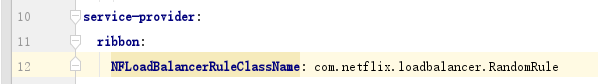 10 service-provider:
11 ribbon:
12 NFLoadBalancerRuleClassName: com.netflix.loadbalancer.RandomRule